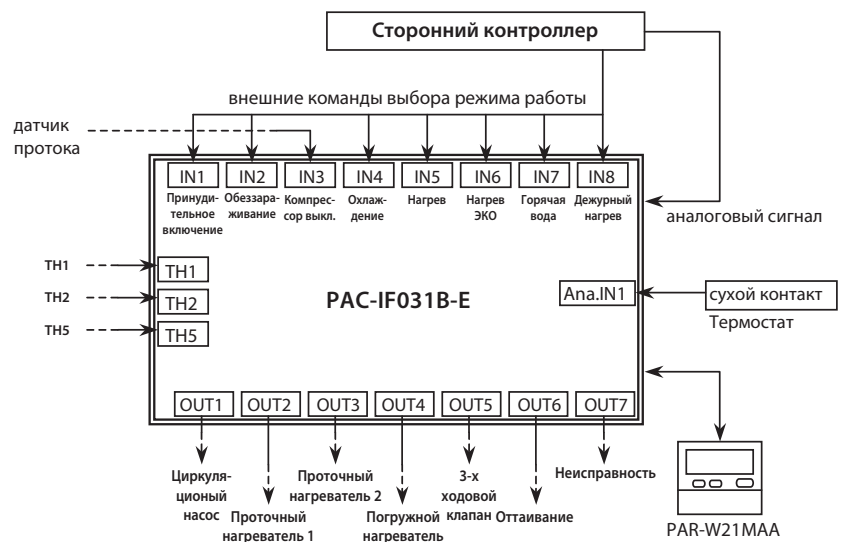 Сторонний контроллер
внешние команды выбора режима работы
датчик
протока
IN1 IN2 IN3 IN4 IN5 IN6 IN7 IN8
Принуди-
тельное
включение
Обеззара-
живание
Компрес-
сор выкл.
Охлаж-
дение
Нагрев
Нагрев
ЭКО
Горячая
вода
Дежурный
нагрев
аналоговый сигнал
TH1 TH1
TH2 TH2
TH5 TH5
PAC-IF031B-E
Ana.IN1
сухой контакт
Термостат
OUT1 OUT2 OUT3 OUT4 OUT5 OUT6 OUT7
Циркуля-
ционый
насос
Проточный
нагреватель 1
Проточный
нагреватель 2
Погружной
нагреватель
3-х
ходовой
клапан
Оттаивание
Неисправность
PAR-W21MAA